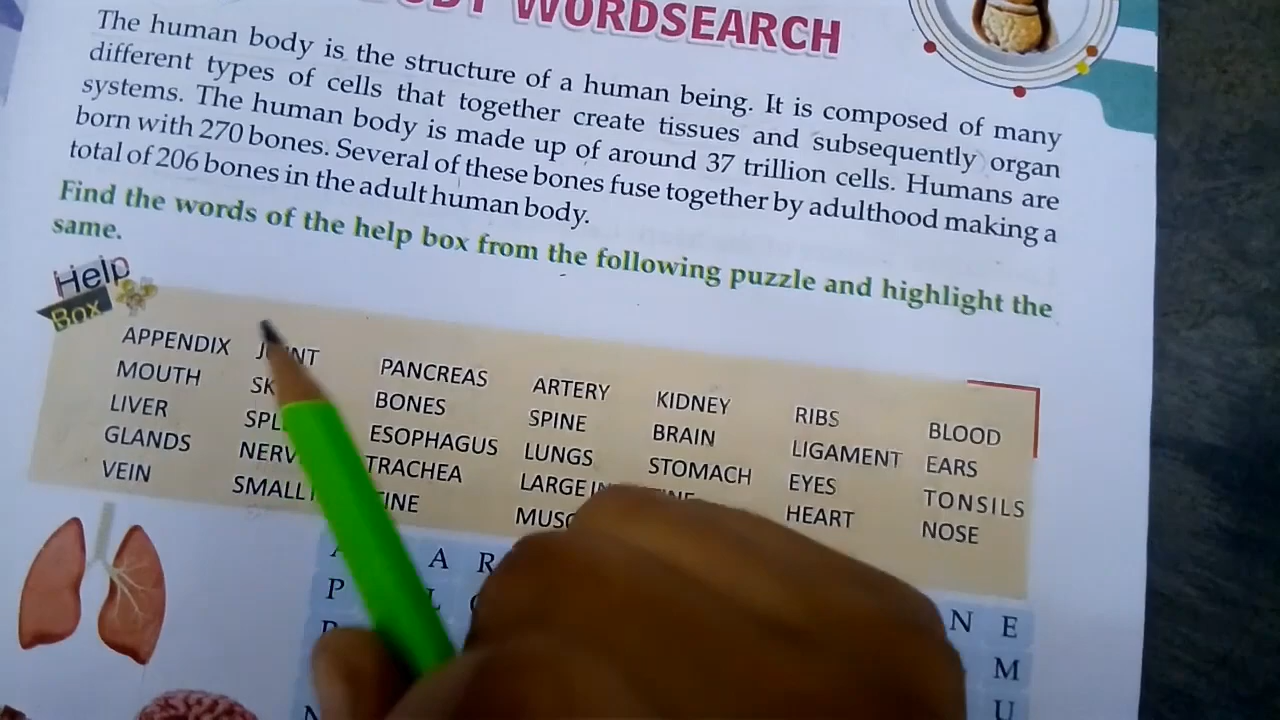 WORDSEARCH
The human body is the structure of a human being. It is composed of many
different types of cells that together create tissues and subsequently organ
systems. The human body is made up of around 37 trillion cells. Humans are
born with 270 bones. Several of these bones fuse together by adulthood making a
total of 206 bones in the adult human body.
Find the words of the help box from the following puzzle and highlight the
same.
Help
Box
APPENDIX PANCREAS ARTERY KIDNEY RIBS BLOOD
MOUTH BONES SPINE BRAIN LIGAMENT EARS
LIVER ESOPHAGUS LUNGS STOMACH EYES TONSILS
GLANDS TRACHEA HEART NOSE
VEIN SMALL
A R
P
N E
M
U